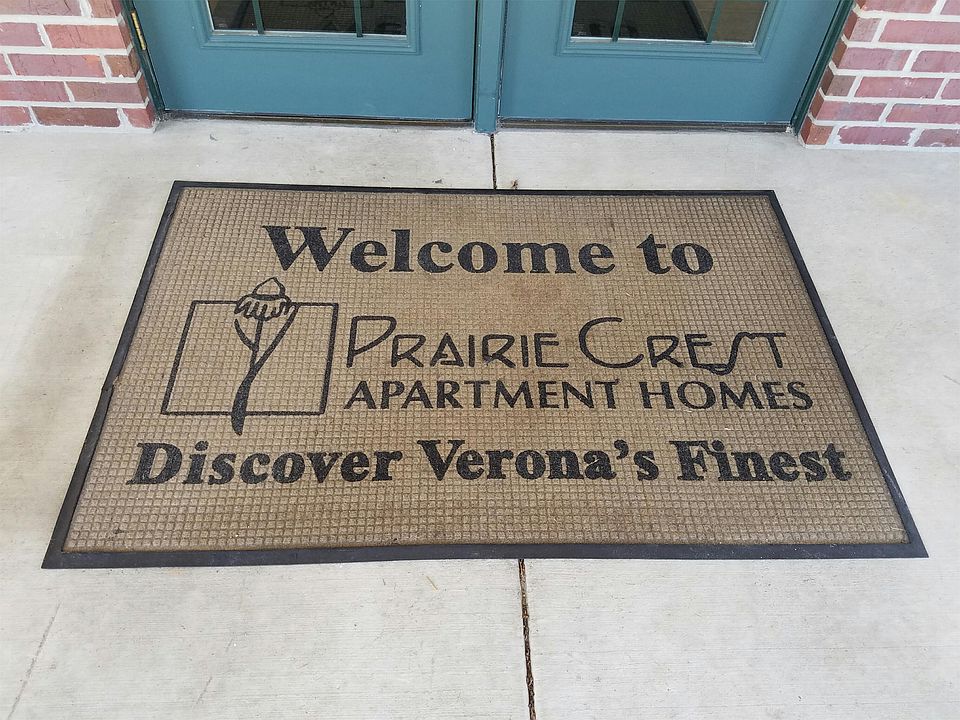 Welcome to
PRAIRIE CREST
APARTMENT HOMES
Discover Verona's Finest